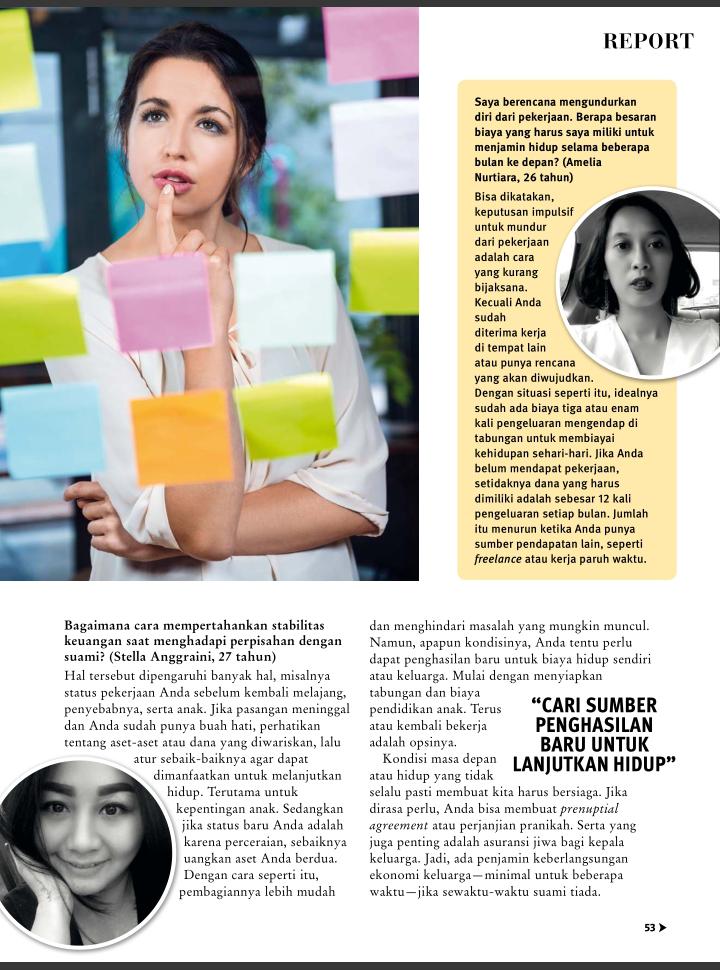 REPORT
Saya berencana mengundurkan
diri dari pekerjaan. Berapa besaran
biaya yang harus saya miliki untuk
menjamin hidup selama beberapa
bulan ke depan? (Amelia
Nurtiara, 26 tahun)
Bisa dikatakan,
keputusan impulsif
untuk mundur
dari pekerjaan
adalah cara
yang kurang
bijaksana.
Kecuali Anda
sudah
diterima kerja
di tempat lain
atau punya rencana
yang akan diwujudkan.
Dengan situasi seperti itu, idealnya
sudah ada biaya tiga atau enam
kali pengeluaran mengendap di
tabungan untuk membiayai
kehidupan sehari-hari. Jika Anda
belum mendapat pekerjaan,
setidaknya dana yang harus
dimiliki adalah sebesar 12 kali
pengeluaran setiap bulan. Jumlah
itu menurun ketika Anda punya
sumber pendapatan lain, seperti
freelance atau kerja paruh waktu.
Bagaimana cara mempertahankan stabilitas
keuangan saat menghadapi perpisahan dengan
suami? (Stella Anggraini, 27 tahun)
Hal tersebut dipengaruhi banyak hal, misalnya
status pekerjaan Anda sebelum kembali melajang,
penyebabnya, serta anak. Jika pasangan meninggal
dan Anda sudah punya buah hati, perhatikan
tentang aset-aset atau dana yang diwariskan, lalu
atur sebaik-baiknya agar dapat
dimanfaatkan untuk melanjutkan
hidup. Terutama untuk
kepentingan anak. Sedangkan
jika status baru Anda adalah
karena perceraian, sebaiknya
uangkan aset Anda berdua.
Dengan cara seperti itu,
pembagiannya lebih mudah
dan menghindari masalah yang mungkin muncul.
Namun, apapun kondisinya, Anda tentu perlu
dapat penghasilan baru untuk biaya hidup sendiri
atau keluarga. Mulai dengan menyiapkan
tabungan dan biaya
pendidikan anak. Terus
atau kembali bekerja
adalah opsinya.
Kondisi masa depan
atau hidup yang tidak
selalu pasti membuat kita harus bersiaga. Jika
dirasa perlu, Anda bisa membuat prenuptial
agreement atau perjanjian pranikah. Serta yang
juga penting adalah asuransi jiwa bagi kepala
keluarga. Jadi, ada penjamin keberlangsungan
ekonomi keluarga—minimal untuk beberapa
waktu—jika sewaktu-waktu suami tiada.
“CARI SUMBER
PENGHASILAN
BARU UNTUK
LANJUTKAN HIDUP”
53